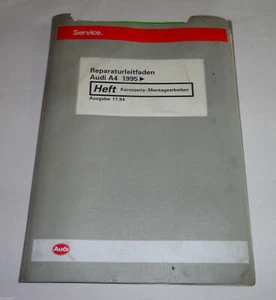 Service.
Reparaturleitfaden
Audi A4 1995 ►
Heft Karosserie: Montagearbeiten
Ausgabe 11.94
Audi